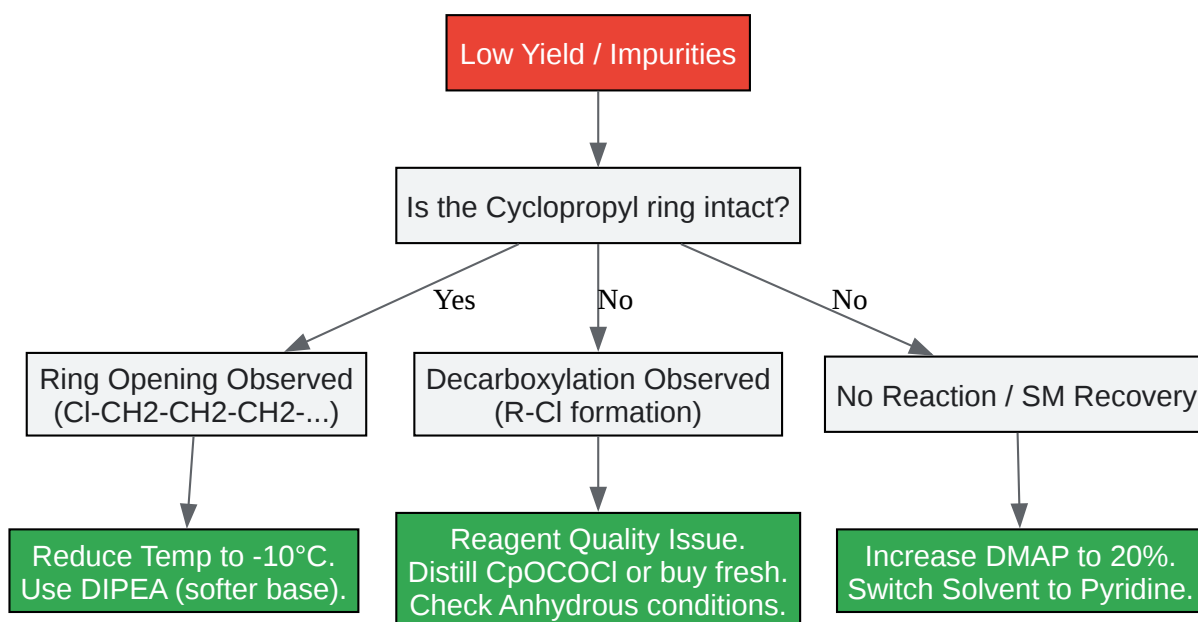 Low Yield / Impurities
Is the Cyclopropyl ring intact?
Yes
No
No
Ring Opening Observed
(Cl-CH2-CH2-CH2-...)
Decarboxylation Observed
(R-Cl formation)
No Reaction / SM Recovery
Reduce Temp to -10°C.
Use DIPEA (softer base).
Reagent Quality Issue.
Distill CpOCOCl or buy fresh.
Check Anhydrous conditions.
Increase DMAP to 20%.
Switch Solvent to Pyridine.